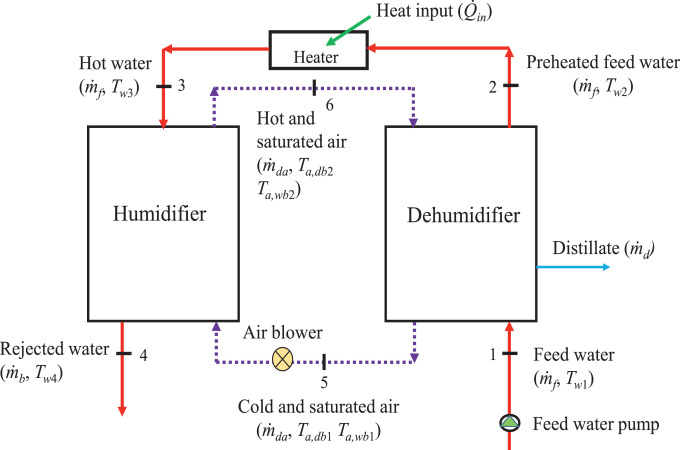 Heat input (Q̇in)
Heater
Hot water
(ṁf, Tw3)
3
Preheated feed water
(ṁf, Tw2)
2
6
Hot and
saturated air
(ṁda, Ta,db2
Ta,wb2)
Humidifier
Dehumidifier
Distillate (ṁd)
Air blower
Rejected water
(ṁb, Tw4)
4
5
1
Feed water
(ṁf, Tw1)
Cold and saturated air
(ṁda, Ta,db1 Ta,wb1)
Feed water pump